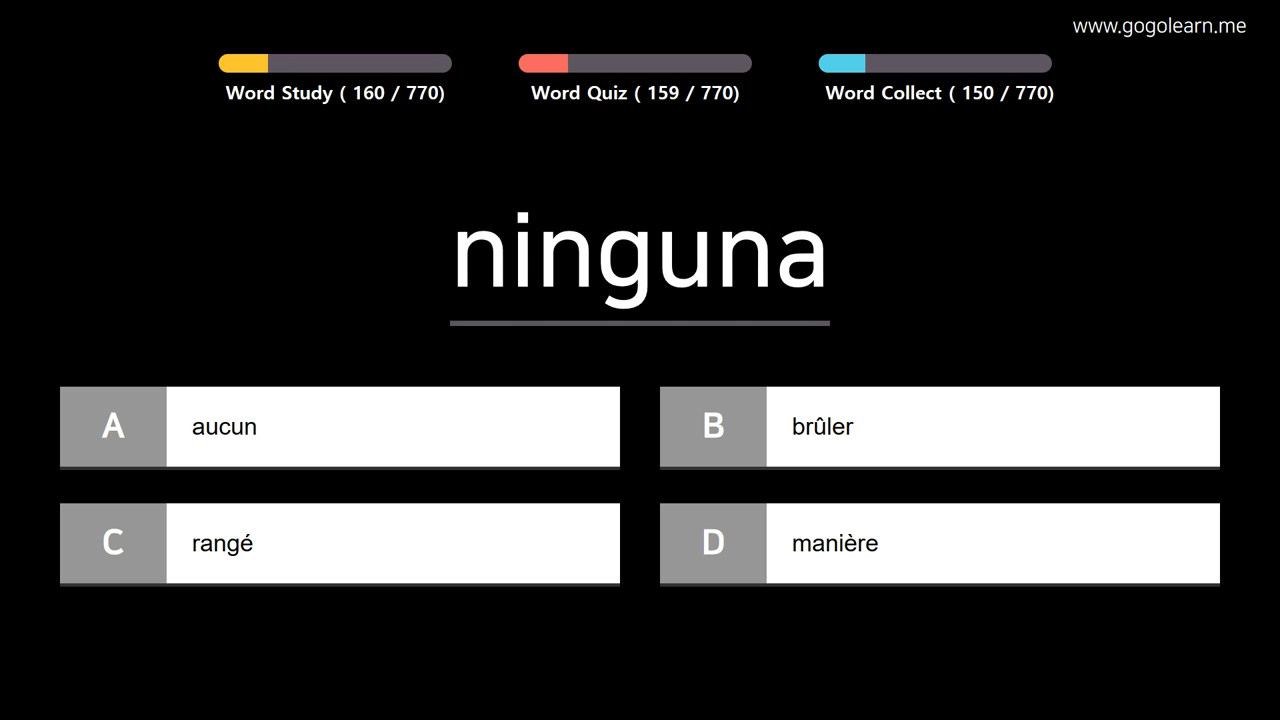 www.gogolearn.me
Word Study ( 160 / 770)
Word Quiz ( 159 / 770)
Word Collect ( 150 / 770)
ninguna
A aucun
B brûler
C rangé
D manière